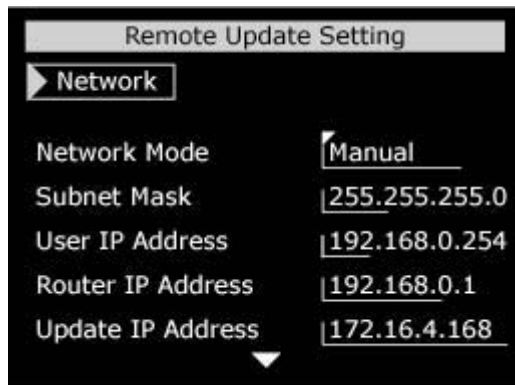 Remote Update Setting
Network
Network Mode Manual
Subnet Mask 255.255.255.0
User IP Address 192.168.0.254
Router IP Address 192.168.0.1
Update IP Address 172.16.4.168